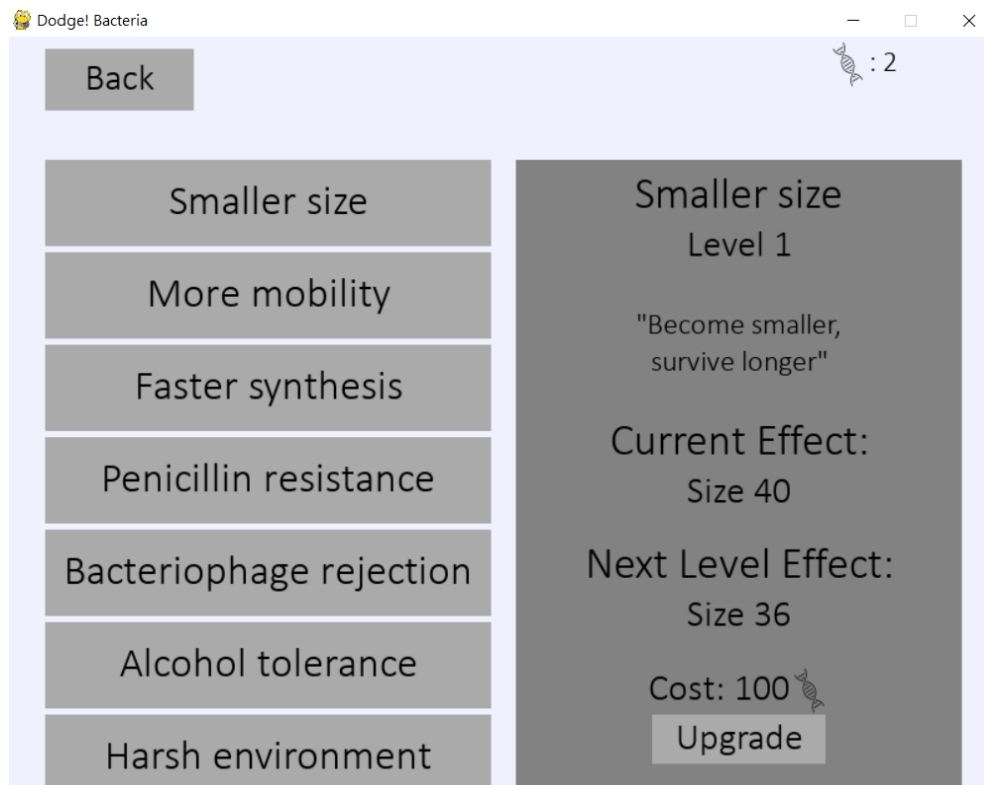 Dodge! Bacteria
Back
: 2
Smaller size
More mobility
Faster synthesis
Penicillin resistance
Bacteriophage rejection
Alcohol tolerance
Harsh environment
Smaller size
Level 1
"Become smaller,
survive longer"
Current Effect:
Size 40
Next Level Effect:
Size 36
Cost: 100
Upgrade